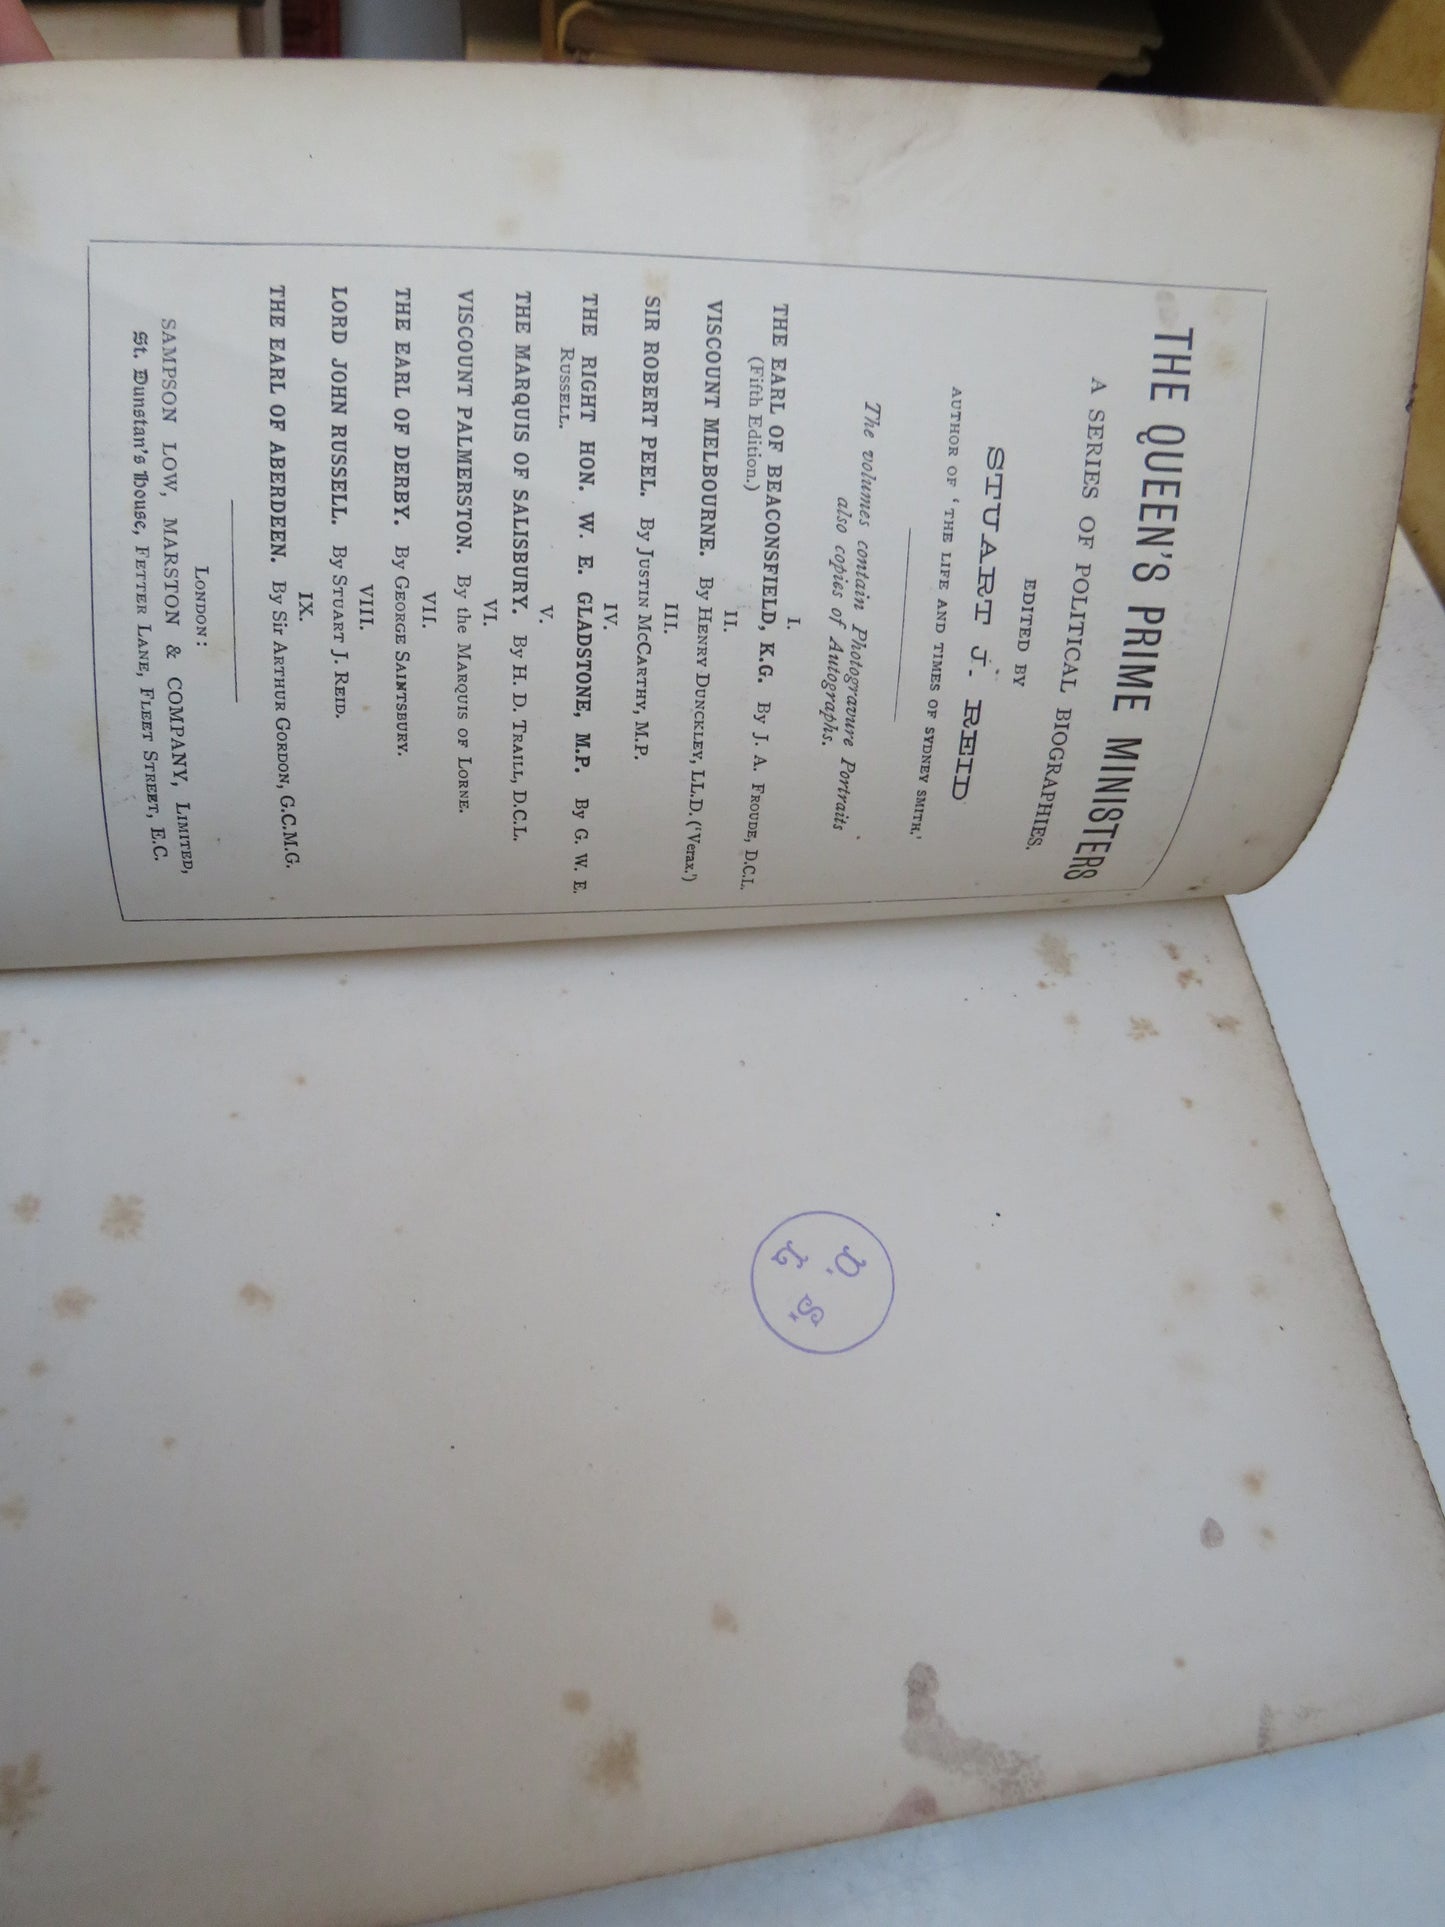 THE QUEEN'S PRIME MINISTERS
A SERIES OF POLITICAL BIOGRAPHIES.
EDITED BY
STUART J. REID
AUTHOR OF 'THE LIFE AND TIMES OF SYDNEY SMITH.'
The volumes contain Photogravure Portraits
also copies of Autographs.
I.
THE EARL OF BEACONSFIELD, K.G. By J. A. FROUDE, D.C.L.
(Fifth Edition.)
II.
VISCOUNT MELBOURNE. By HENRY DUNCKLEY, LL.D. ('Verax.')
III.
SIR ROBERT PEEL. By JUSTIN McCARTHY, M.P.
IV.
THE RIGHT HON. W. E. GLADSTONE, M.P. By G. W. E.
RUSSELL.
V.
THE MARQUIS OF SALISBURY. By H. D. TRAILL, D.C.L.
VI.
VISCOUNT PALMERSTON. By the MARQUIS OF LORNE.
VII.
THE EARL OF DERBY. By GEORGE SAINTSBURY.
VIII.
LORD JOHN RUSSELL. By STUART J. REID.
IX.
THE EARL OF ABERDEEN. By Sir ARTHUR GORDON, G.C.M.G.
LONDON:
SAMPSON LOW, MARSTON & COMPANY, LIMITED,
St. Dunstan's House, FETTER LANE, FLEET STREET, E.C.